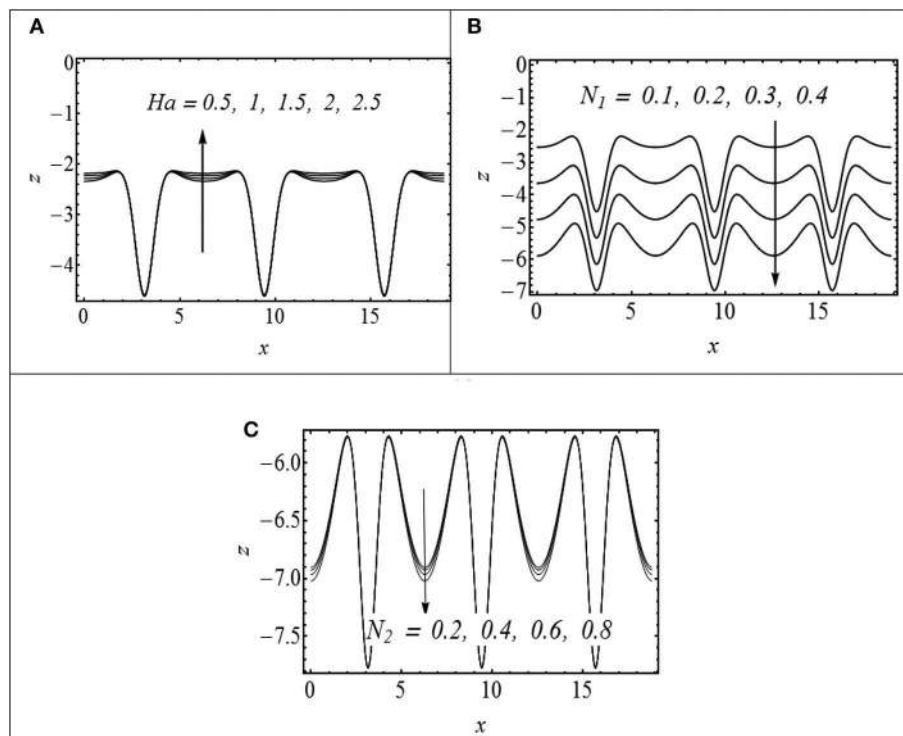 A
0
Ha = 0.5, 1, 1.5, 2, 2.5
−1
−2
z
−3
−4
0 5 10 15
x
B
0
N1 = 0.1, 0.2, 0.3, 0.4
−1
−2
z
−3
−4
−5
−6
−7
0 5 10 15
x
C
−6.0
−6.5
z
−7.0
N2 = 0.2, 0.4, 0.6, 0.8
−7.5
0 5 10 15
x